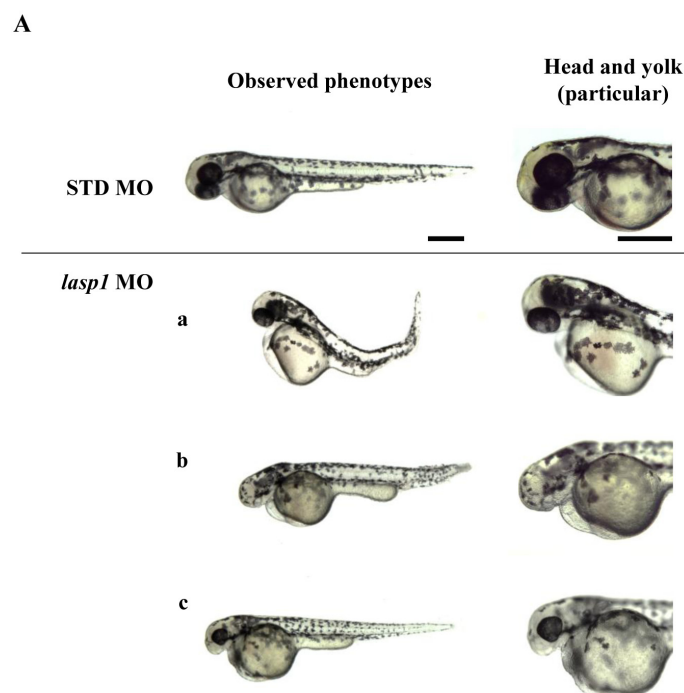 A
Observed phenotypes
Head and yolk
(particular)
STD MO
lasp1 MO
a
b
c